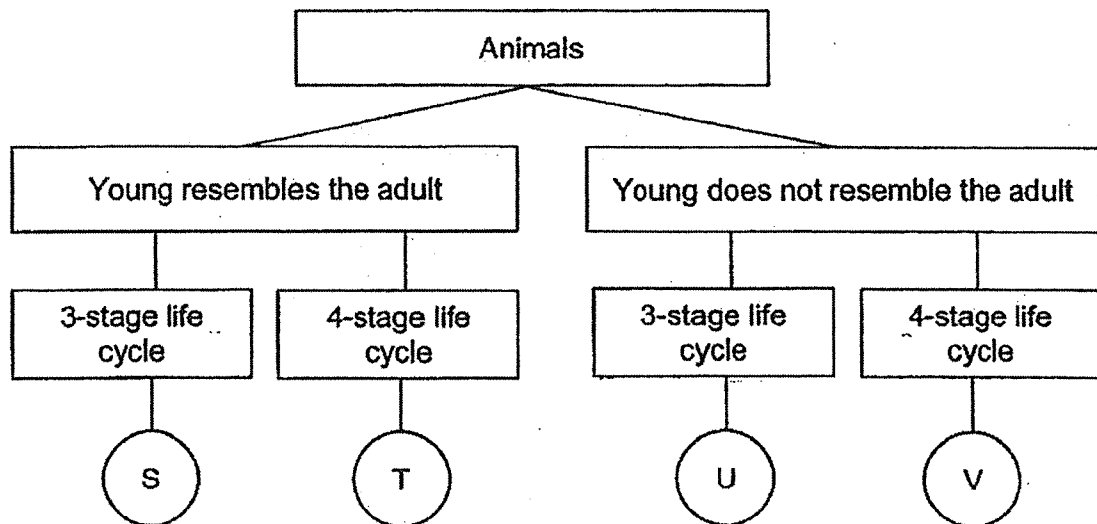 Animals
Young resembles the adult
Young does not resemble the adult
3-stage life
cycle
4-stage life
cycle
3-stage life
cycle
4-stage life
cycle
S
T
U
V